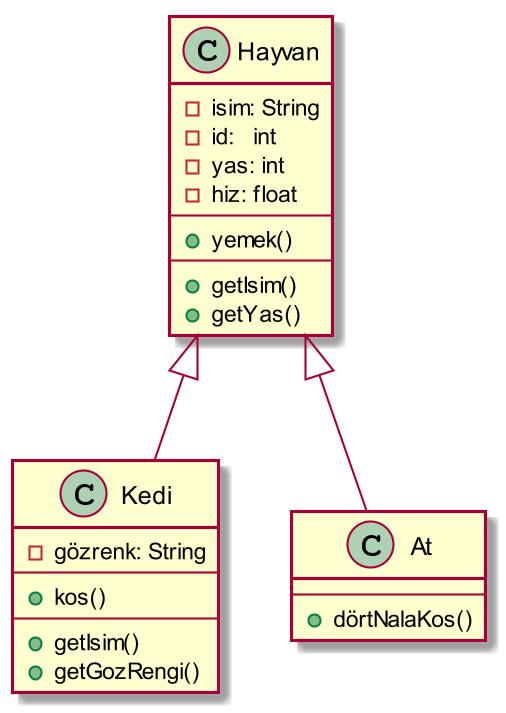 C Hayvan
isim: String
id: int
yas: int
hiz: float
yemek()
getIsim()
getYas()
C Kedi
gözrenk: String
kos()
getIsim()
getGozRengi()
C At
dörtNalaKos()